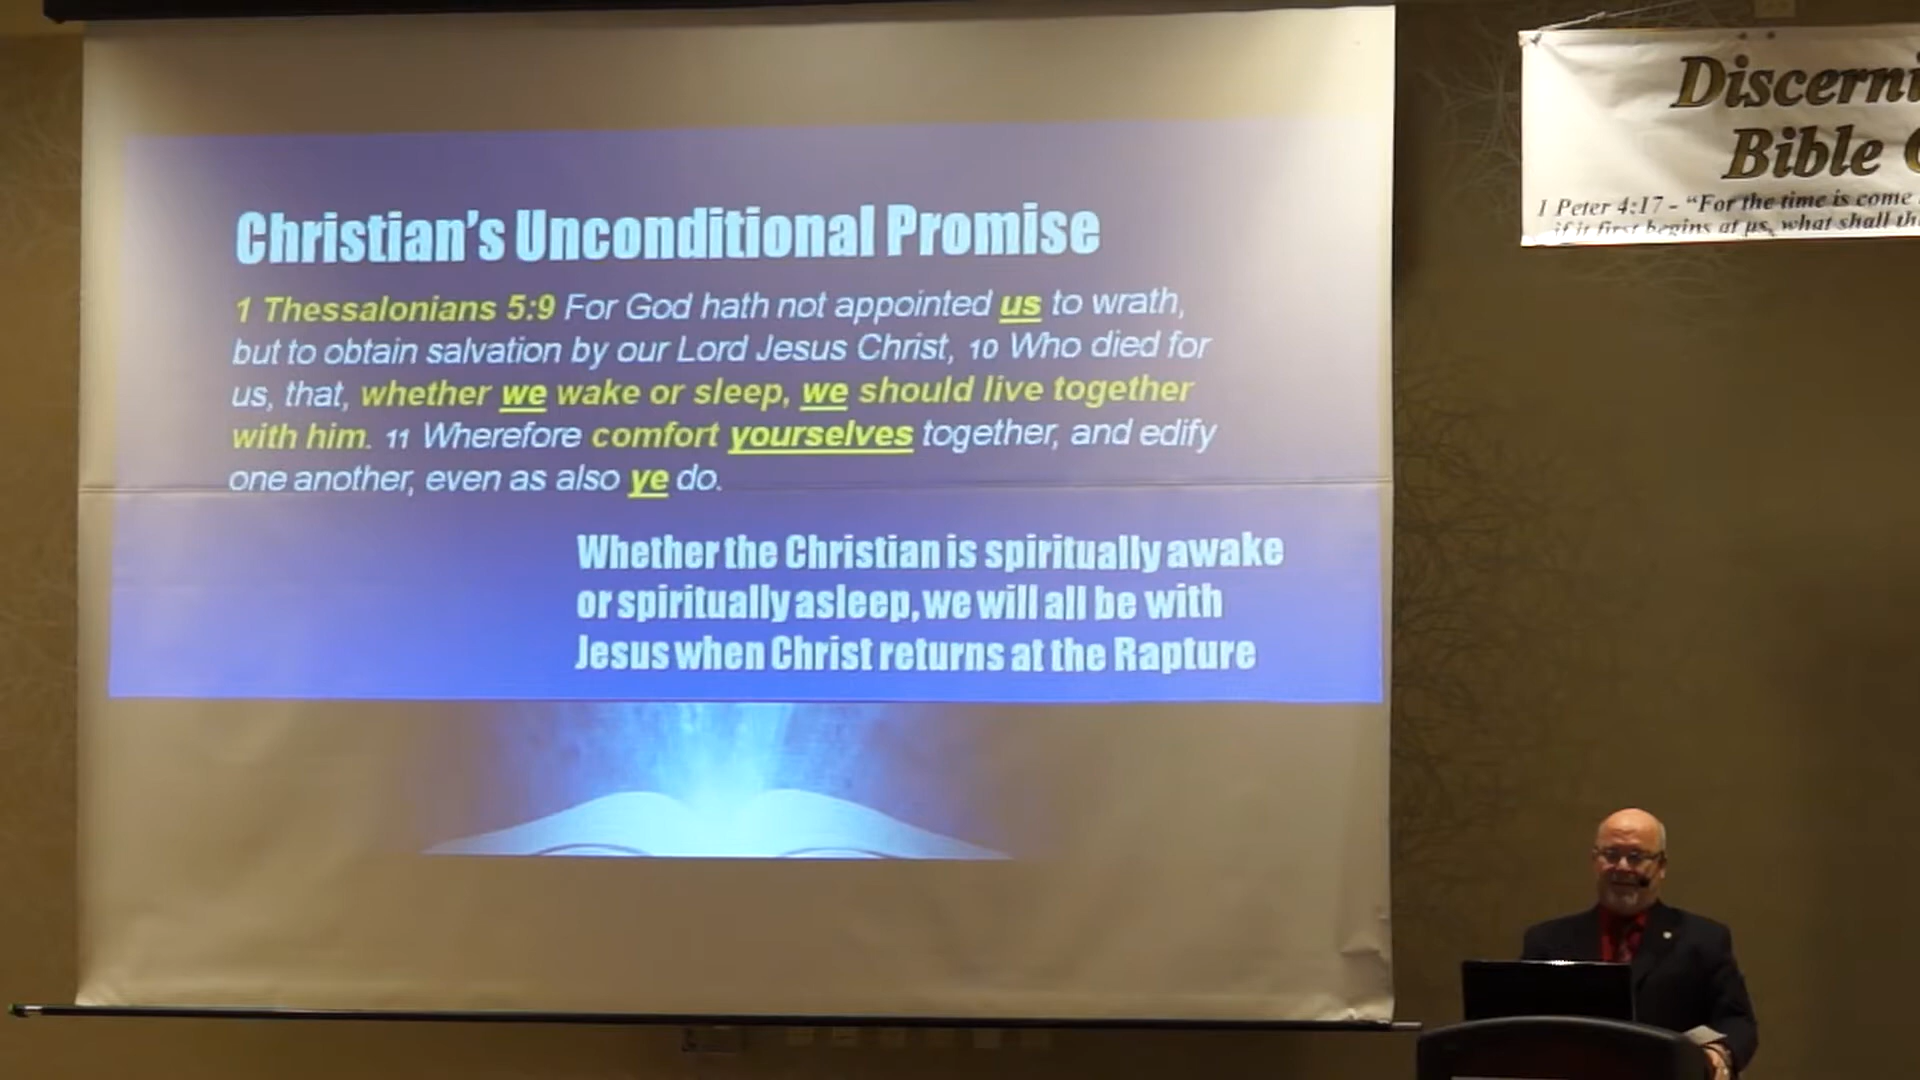 Christian's Unconditional Promise
1 Thessalonians 5:9 For God hath not appointed us to wrath,
but to obtain salvation by our Lord Jesus Christ, 10 Who died for
us, that, whether we wake or sleep, we should live together
with him. 11 Wherefore comfort yourselves together, and edify
one another, even as also ye do.
Whether the Christian is spiritually awake
or spiritually asleep, we will all be with
Jesus when Christ returns at the Rapture
Discerni
Bible
1 Peter 4:17 - "For the time is come
if it first begins at us, what shall th